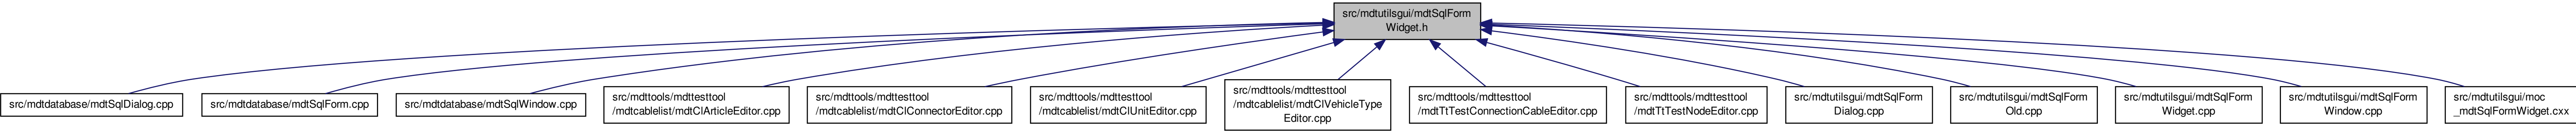 src/mdtutilsgui/mdtSqlForm
Widget.h
src/mdtdatabase/mdtSqlDialog.cpp
src/mdtdatabase/mdtSqlForm.cpp
src/mdtdatabase/mdtSqlWindow.cpp
src/mdttools/mdttesttool
/mdtcablelist/mdtClArticleEditor.cpp
src/mdttools/mdttesttool
/mdtcablelist/mdtClConnectorEditor.cpp
src/mdttools/mdttesttool
/mdtcablelist/mdtClUnitEditor.cpp
src/mdttools/mdttesttool
/mdtcablelist/mdtClVehicleType
Editor.cpp
src/mdttools/mdttesttool
/mdtTtTestConnectionCableEditor.cpp
src/mdttools/mdttesttool
/mdtTtTestNodeEditor.cpp
src/mdtutilsgui/mdtSqlForm
Dialog.cpp
src/mdtutilsgui/mdtSqlForm
Old.cpp
src/mdtutilsgui/mdtSqlForm
Widget.cpp
src/mdtutilsgui/mdtSqlForm
Window.cpp
src/mdtutilsgui/moc
_mdtSqlFormWidget.cxx